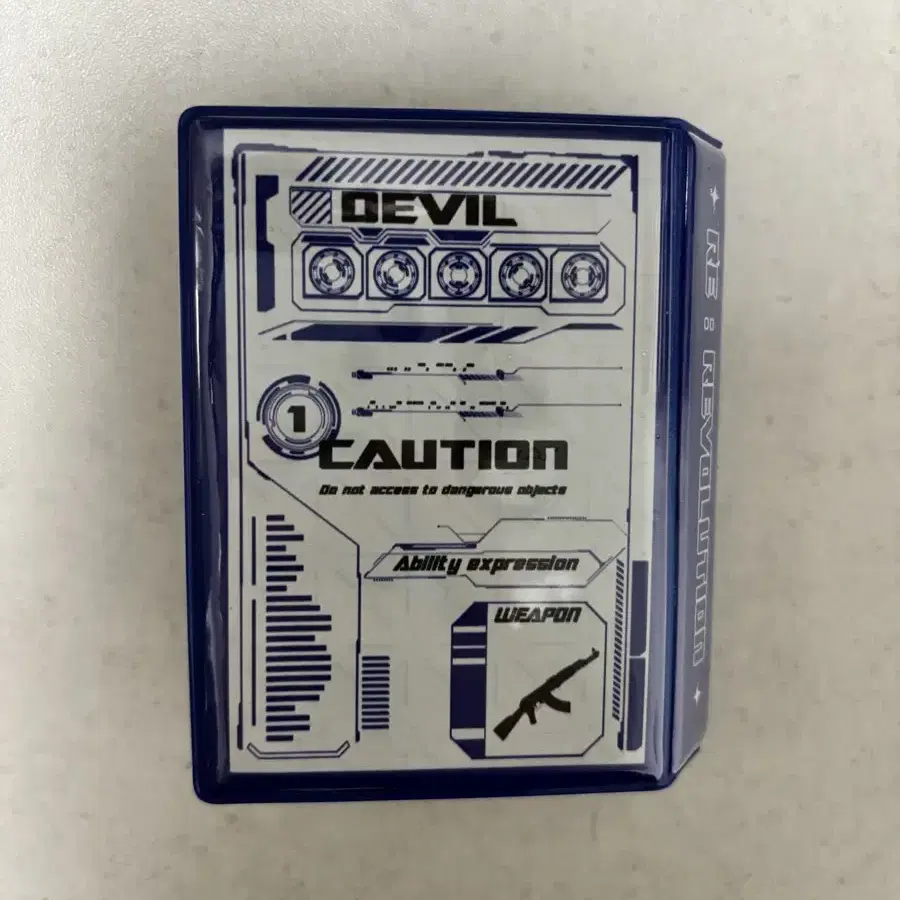 DEVIL
1
CAUTION
Do not access to dangerous objects
Ability expression
WEAPON
RE : REVOLUTION